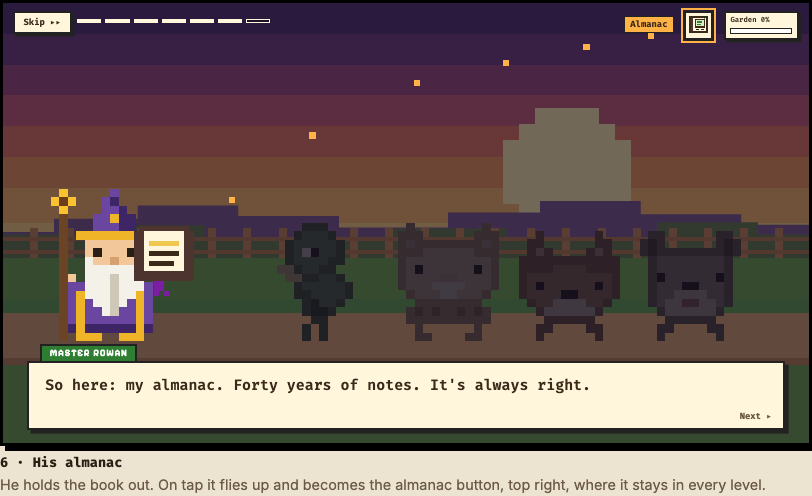 Skip ▸▸
Almanac
Garden 0%
MASTER ROWAN
So here: my almanac. Forty years of notes. It's always right.
Next ▸
6 · His almanac
He holds the book out. On tap it flies up and becomes the almanac button, top right, where it stays in every level.